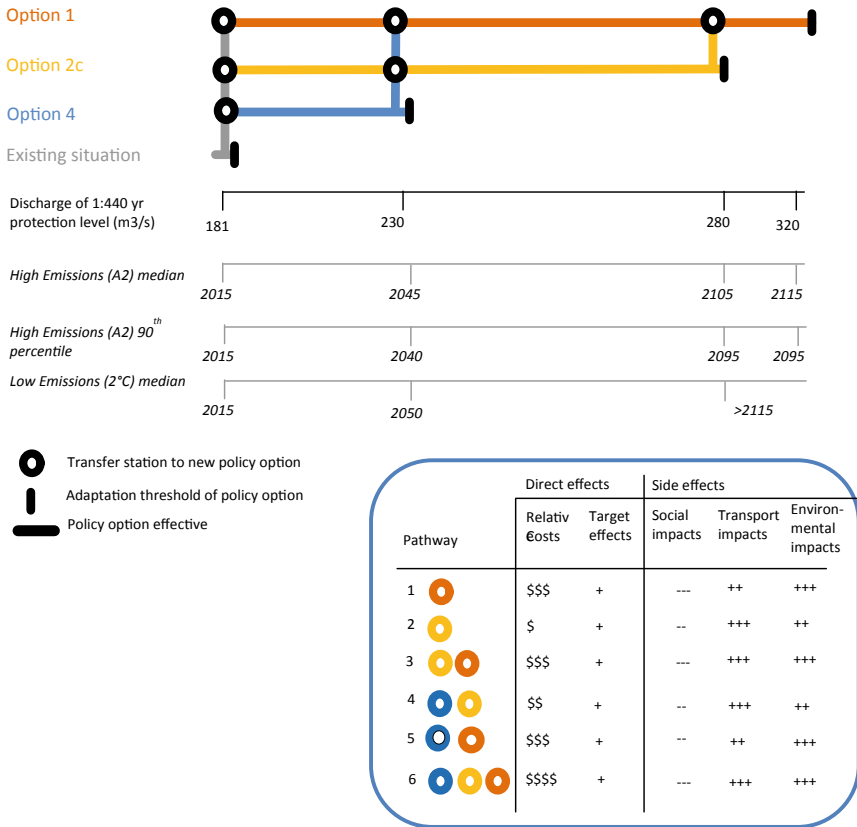 Option 1
Option 2c
Option 4
Existing situation
Discharge of 1:440 yr
protection level (m3/s)
181
230
280
320
High Emissions (A2) median
2015
2045
2105
2115
High Emissions (A2) 90th
percentile
2015
2040
2095
2095
Low Emissions (2°C) median
2015
2050
>2115
Transfer station to new policy option
Adaptation threshold of policy option
Policy option effective
Direct effects
Side effects
Pathway
Relativ
e
Costs
Target
effects
Social
impacts
Transport
impacts
Environ-
mental
impacts
1 $$$ + --- ++ +++
2 $ + -- +++ ++
3 $$$ + --- +++ +++
4 $$ + -- +++ ++
5 $$$ + -- ++ +++
6 $$$$ + --- +++ +++